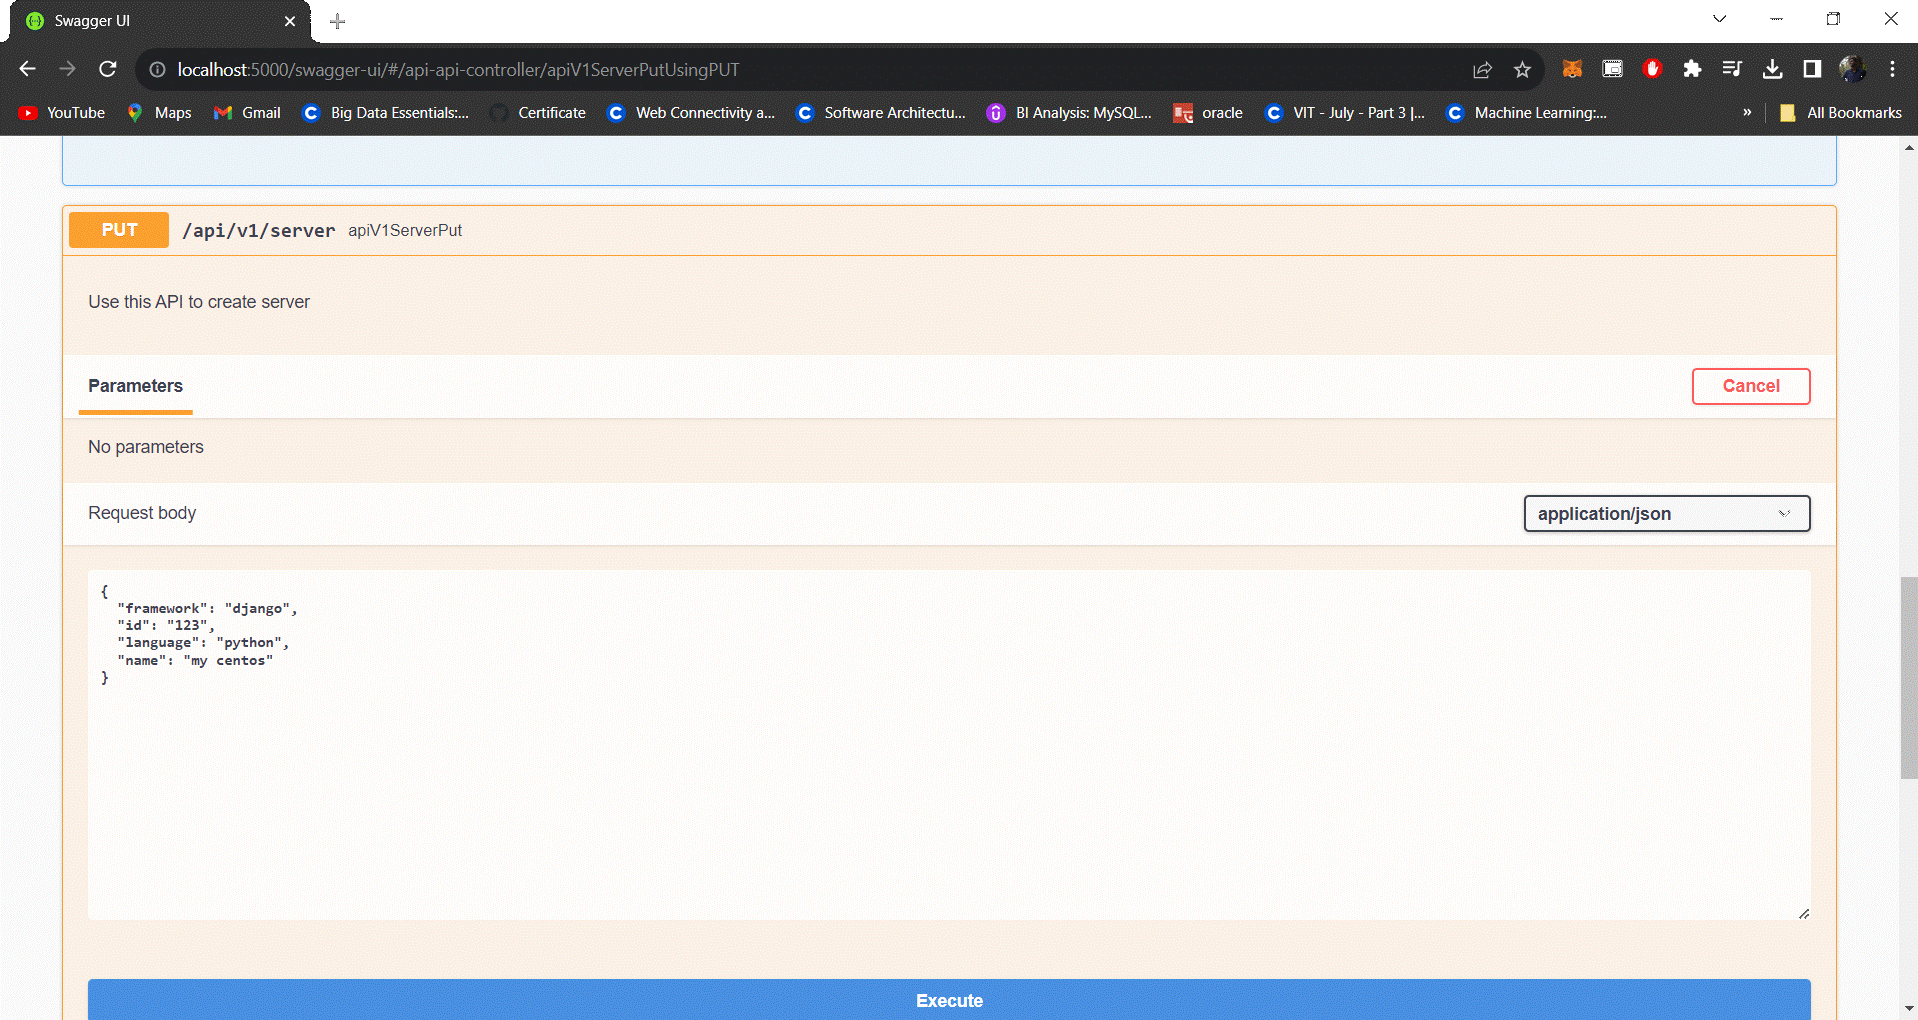 Swagger UI
localhost:5000/swagger-ui/#/api-api-controller/apiV1ServerPutUsingPUT
YouTube Maps Gmail Big Data Essentials:... Certificate Web Connectivity a... Software Architectu... BI Analysis: MySQL... oracle VIT - July - Part 3 |... Machine Learning:... » All Bookmarks
PUT /api/v1/server apiV1ServerPut
Use this API to create server
Parameters Cancel
No parameters
Request body application/json
{
"framework": "django",
"id": "123",
"language": "python",
"name": "my centos"
}
Execute